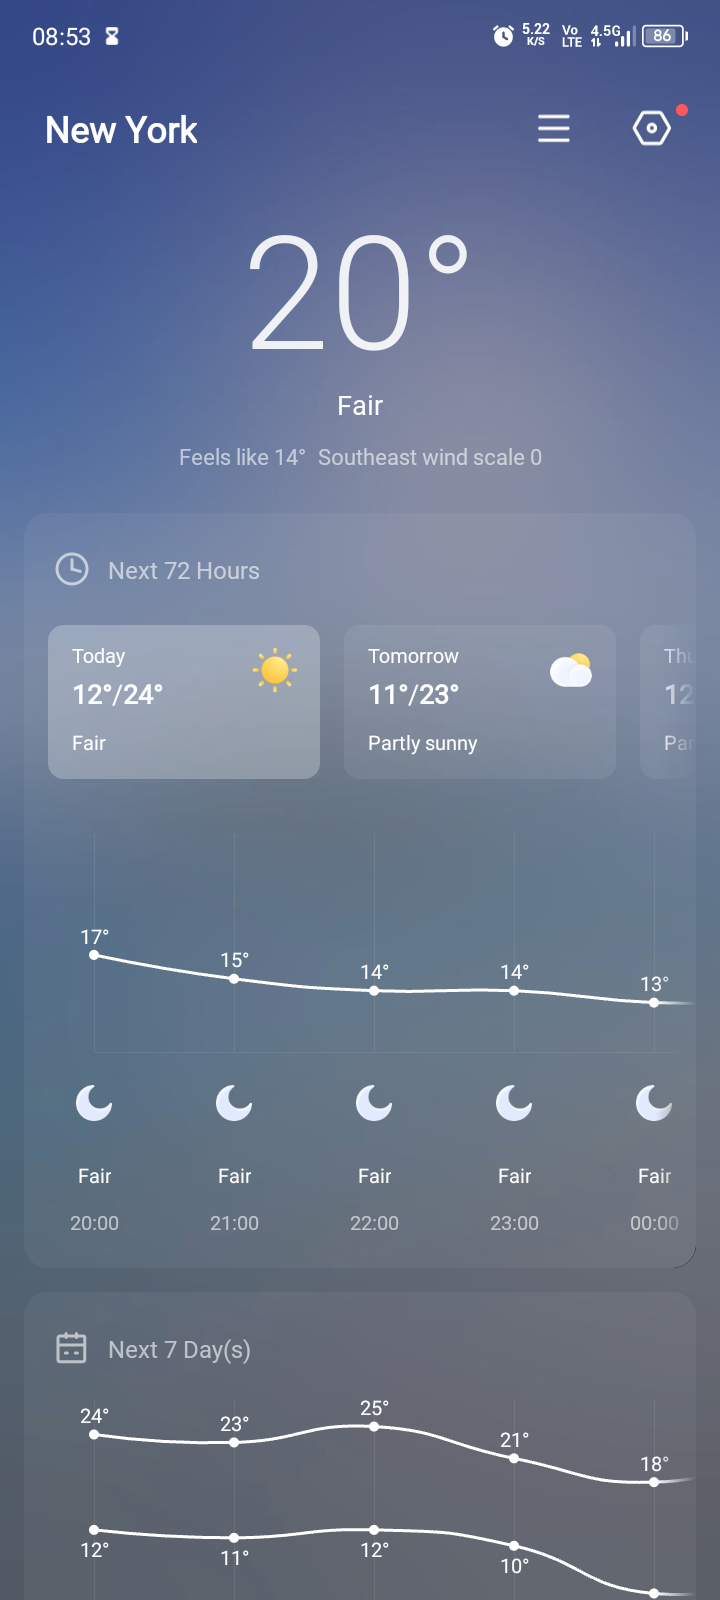 08:53 5.22 K/S Vo LTE 4.5G 86
New York
20°
Fair
Feels like 14° Southeast wind scale 0
Next 72 Hours
Today Tomorrow Thu
12°/24° 11°/23° 12
Fair Partly sunny Par
17° 15° 14° 14° 13°
Fair Fair Fair Fair Fair
20:00 21:00 22:00 23:00 00:00
Next 7 Day(s)
24° 23° 25° 21° 18°
12° 11° 12° 10°